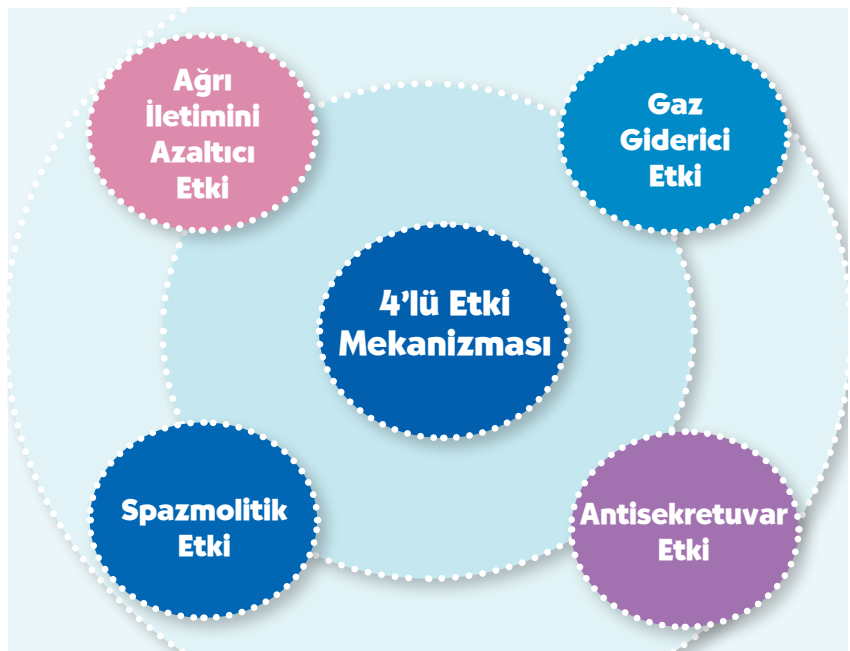 Ağrı
İletimini
Azaltıcı
Etki
Gaz
Giderici
Etki
4’lü Etki
Mekanizması
Spazmolitik
Etki
Antisekretuvar
Etki